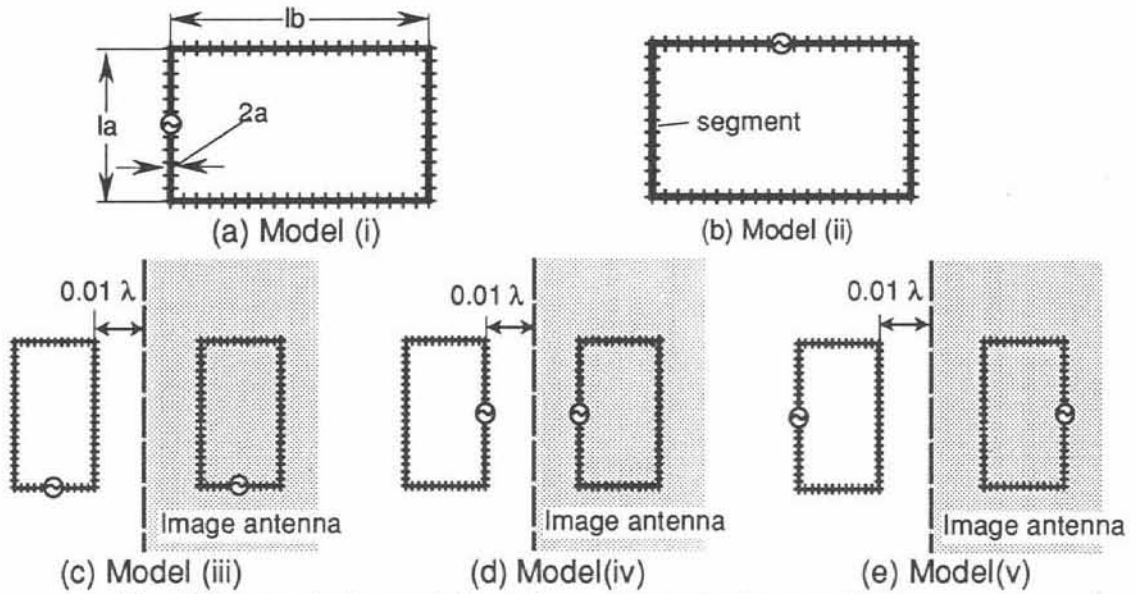 lb
la
2a
segment
(a) Model (i)
(b) Model (ii)
0.01 λ
0.01 λ
0.01 λ
Image antenna
Image antenna
Image antenna
(c) Model (iii)
(d) Model(iv)
(e) Model(v)